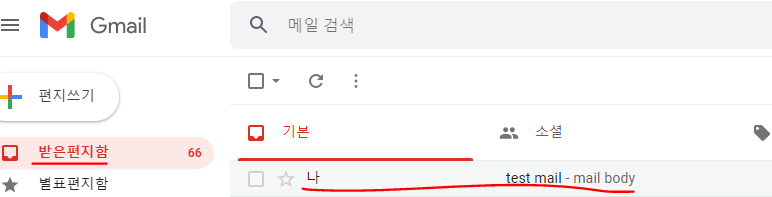 Gmail
메일 검색
편지쓰기
기본
소셜
받은편지함 66
나 test mail - mail body
별표편지함